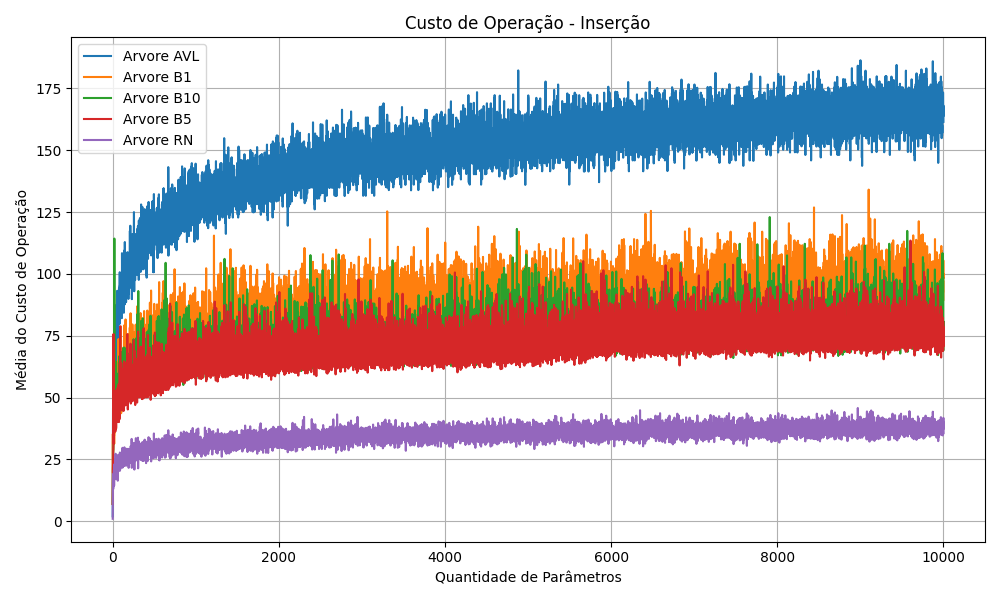 Custo de Operação - Inserção
Arvore AVL
Arvore B1
Arvore B10
Arvore B5
Arvore RN
Média do Custo de Operação
175
150
125
100
75
50
25
0
0 2000 4000 6000 8000 10000
Quantidade de Parâmetros